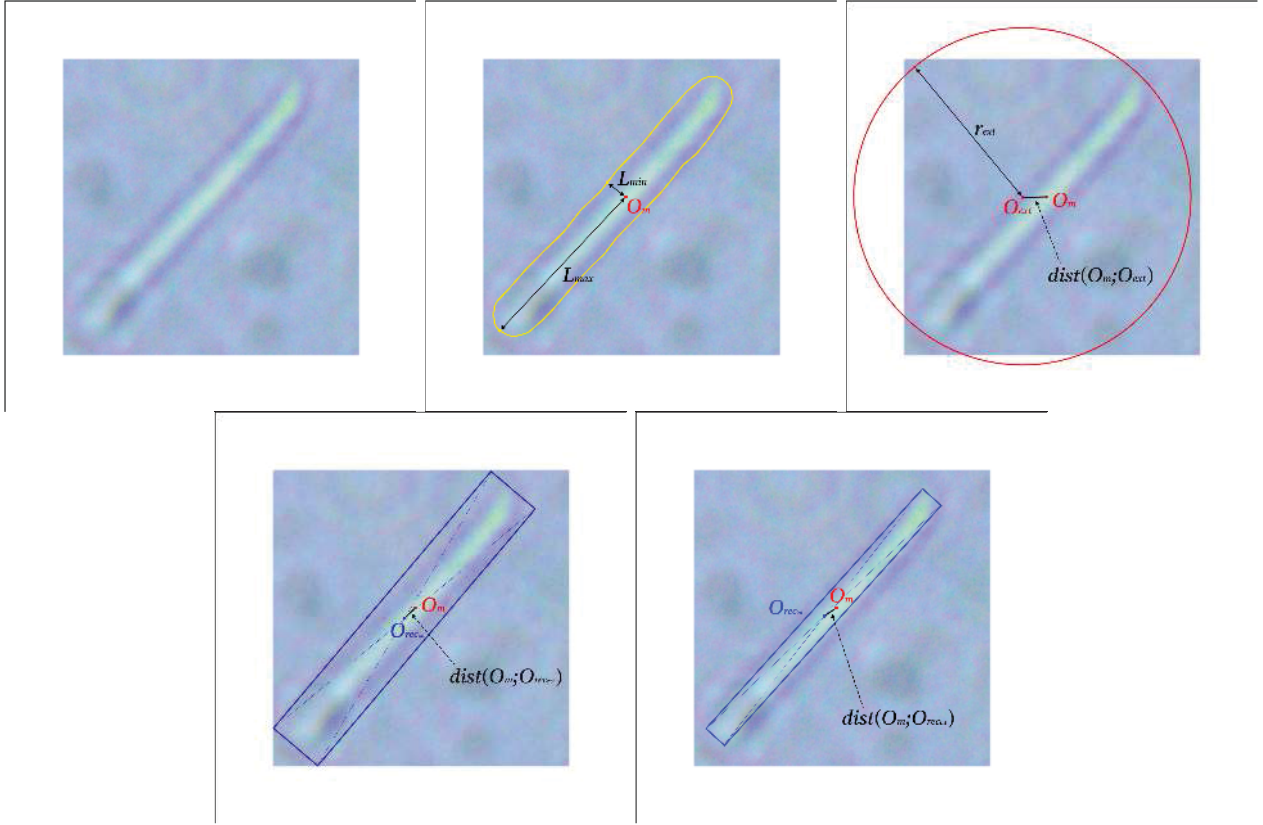 Lmin
Om
Lmax
rext
Oext Om
dist(Om;Oext)
Om
Orec
dist(Om;Orec)
Orec Om
dist(Om;Orec)